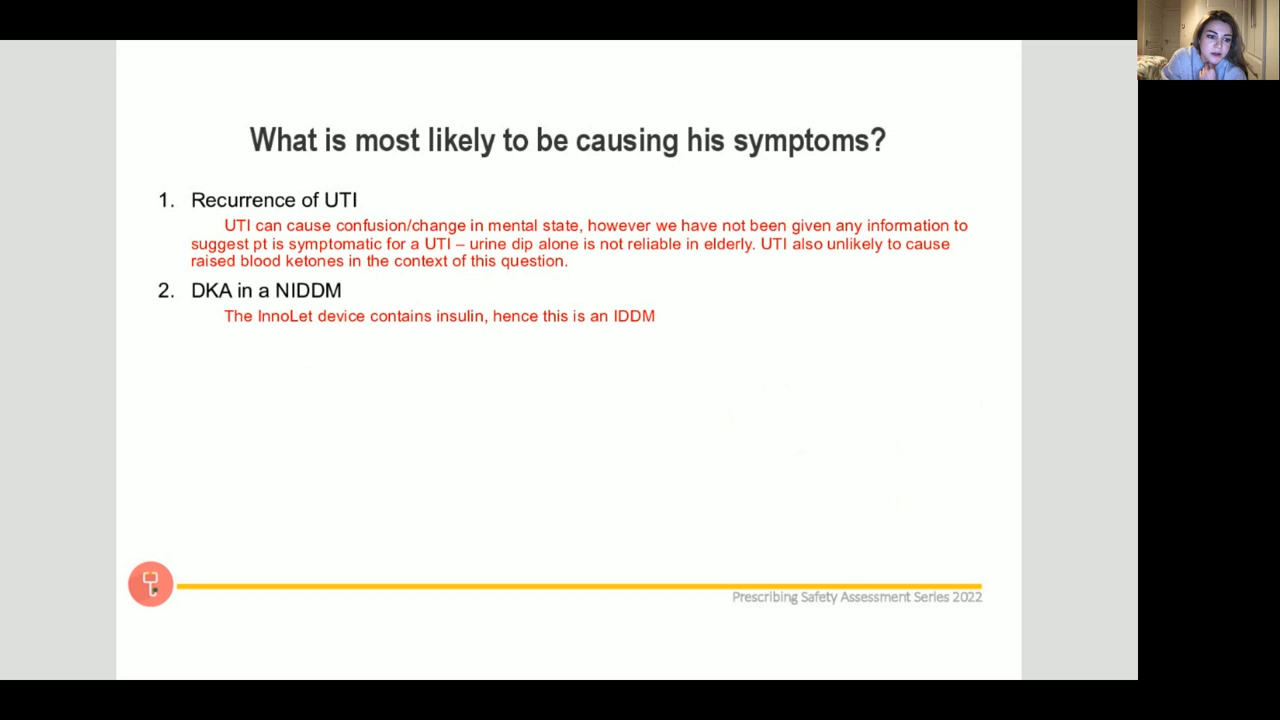 What is most likely to be causing his symptoms?
1. Recurrence of UTI
UTI can cause confusion/change in mental state, however we have not been given any information to
suggest pt is symptomatic for a UTI – urine dip alone is not reliable in elderly. UTI also unlikely to cause
raised blood ketones in the context of this question.
2. DKA in a NIDDM
The InnoLet device contains insulin, hence this is an IDDM
Prescribing Safety Assessment Series 2022